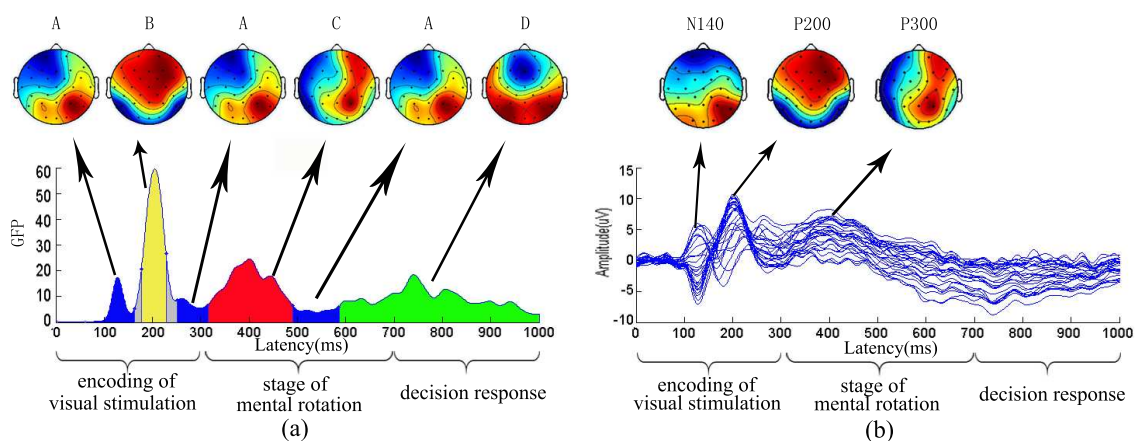 A B A C A D
(a)
N140 P200 P300
(b)
60
50
40
30
20
10
0
GFP
0 100 200 300 400 500 600 700 800 900 1000
Latency(ms)
encoding of
visual stimulation
stage of
mental rotation
decision response
(a)
15
10
5
0
-5
-10
Amplitude(uV)
0 100 200 300 400 500 600 700 800 900 1000
Latency(ms)
encoding of
visual stimulation
stage of
mental rotation
decision response
(b)